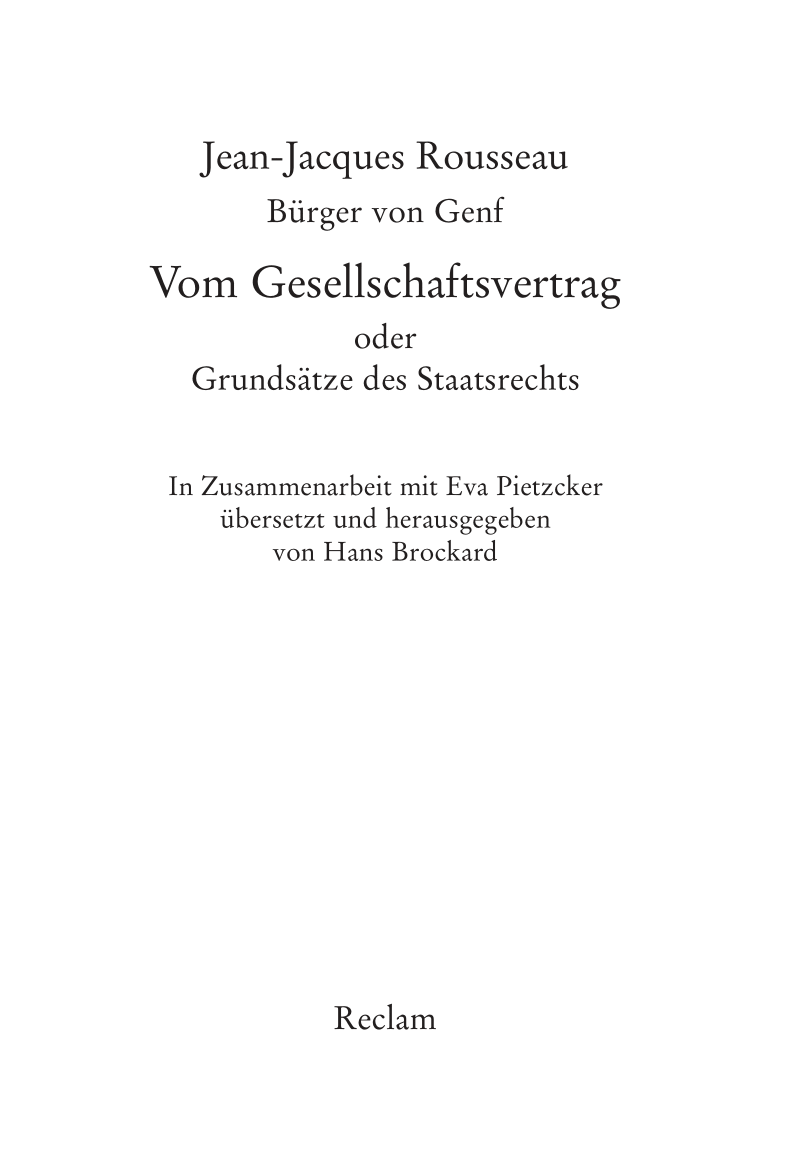 Jean-Jacques Rousseau
Bürger von Genf
Vom Gesellschaftsvertrag
oder
Grundsätze des Staatsrechts
In Zusammenarbeit mit Eva Pietzcker
übersetzt und herausgegeben
von Hans Brockard
Reclam